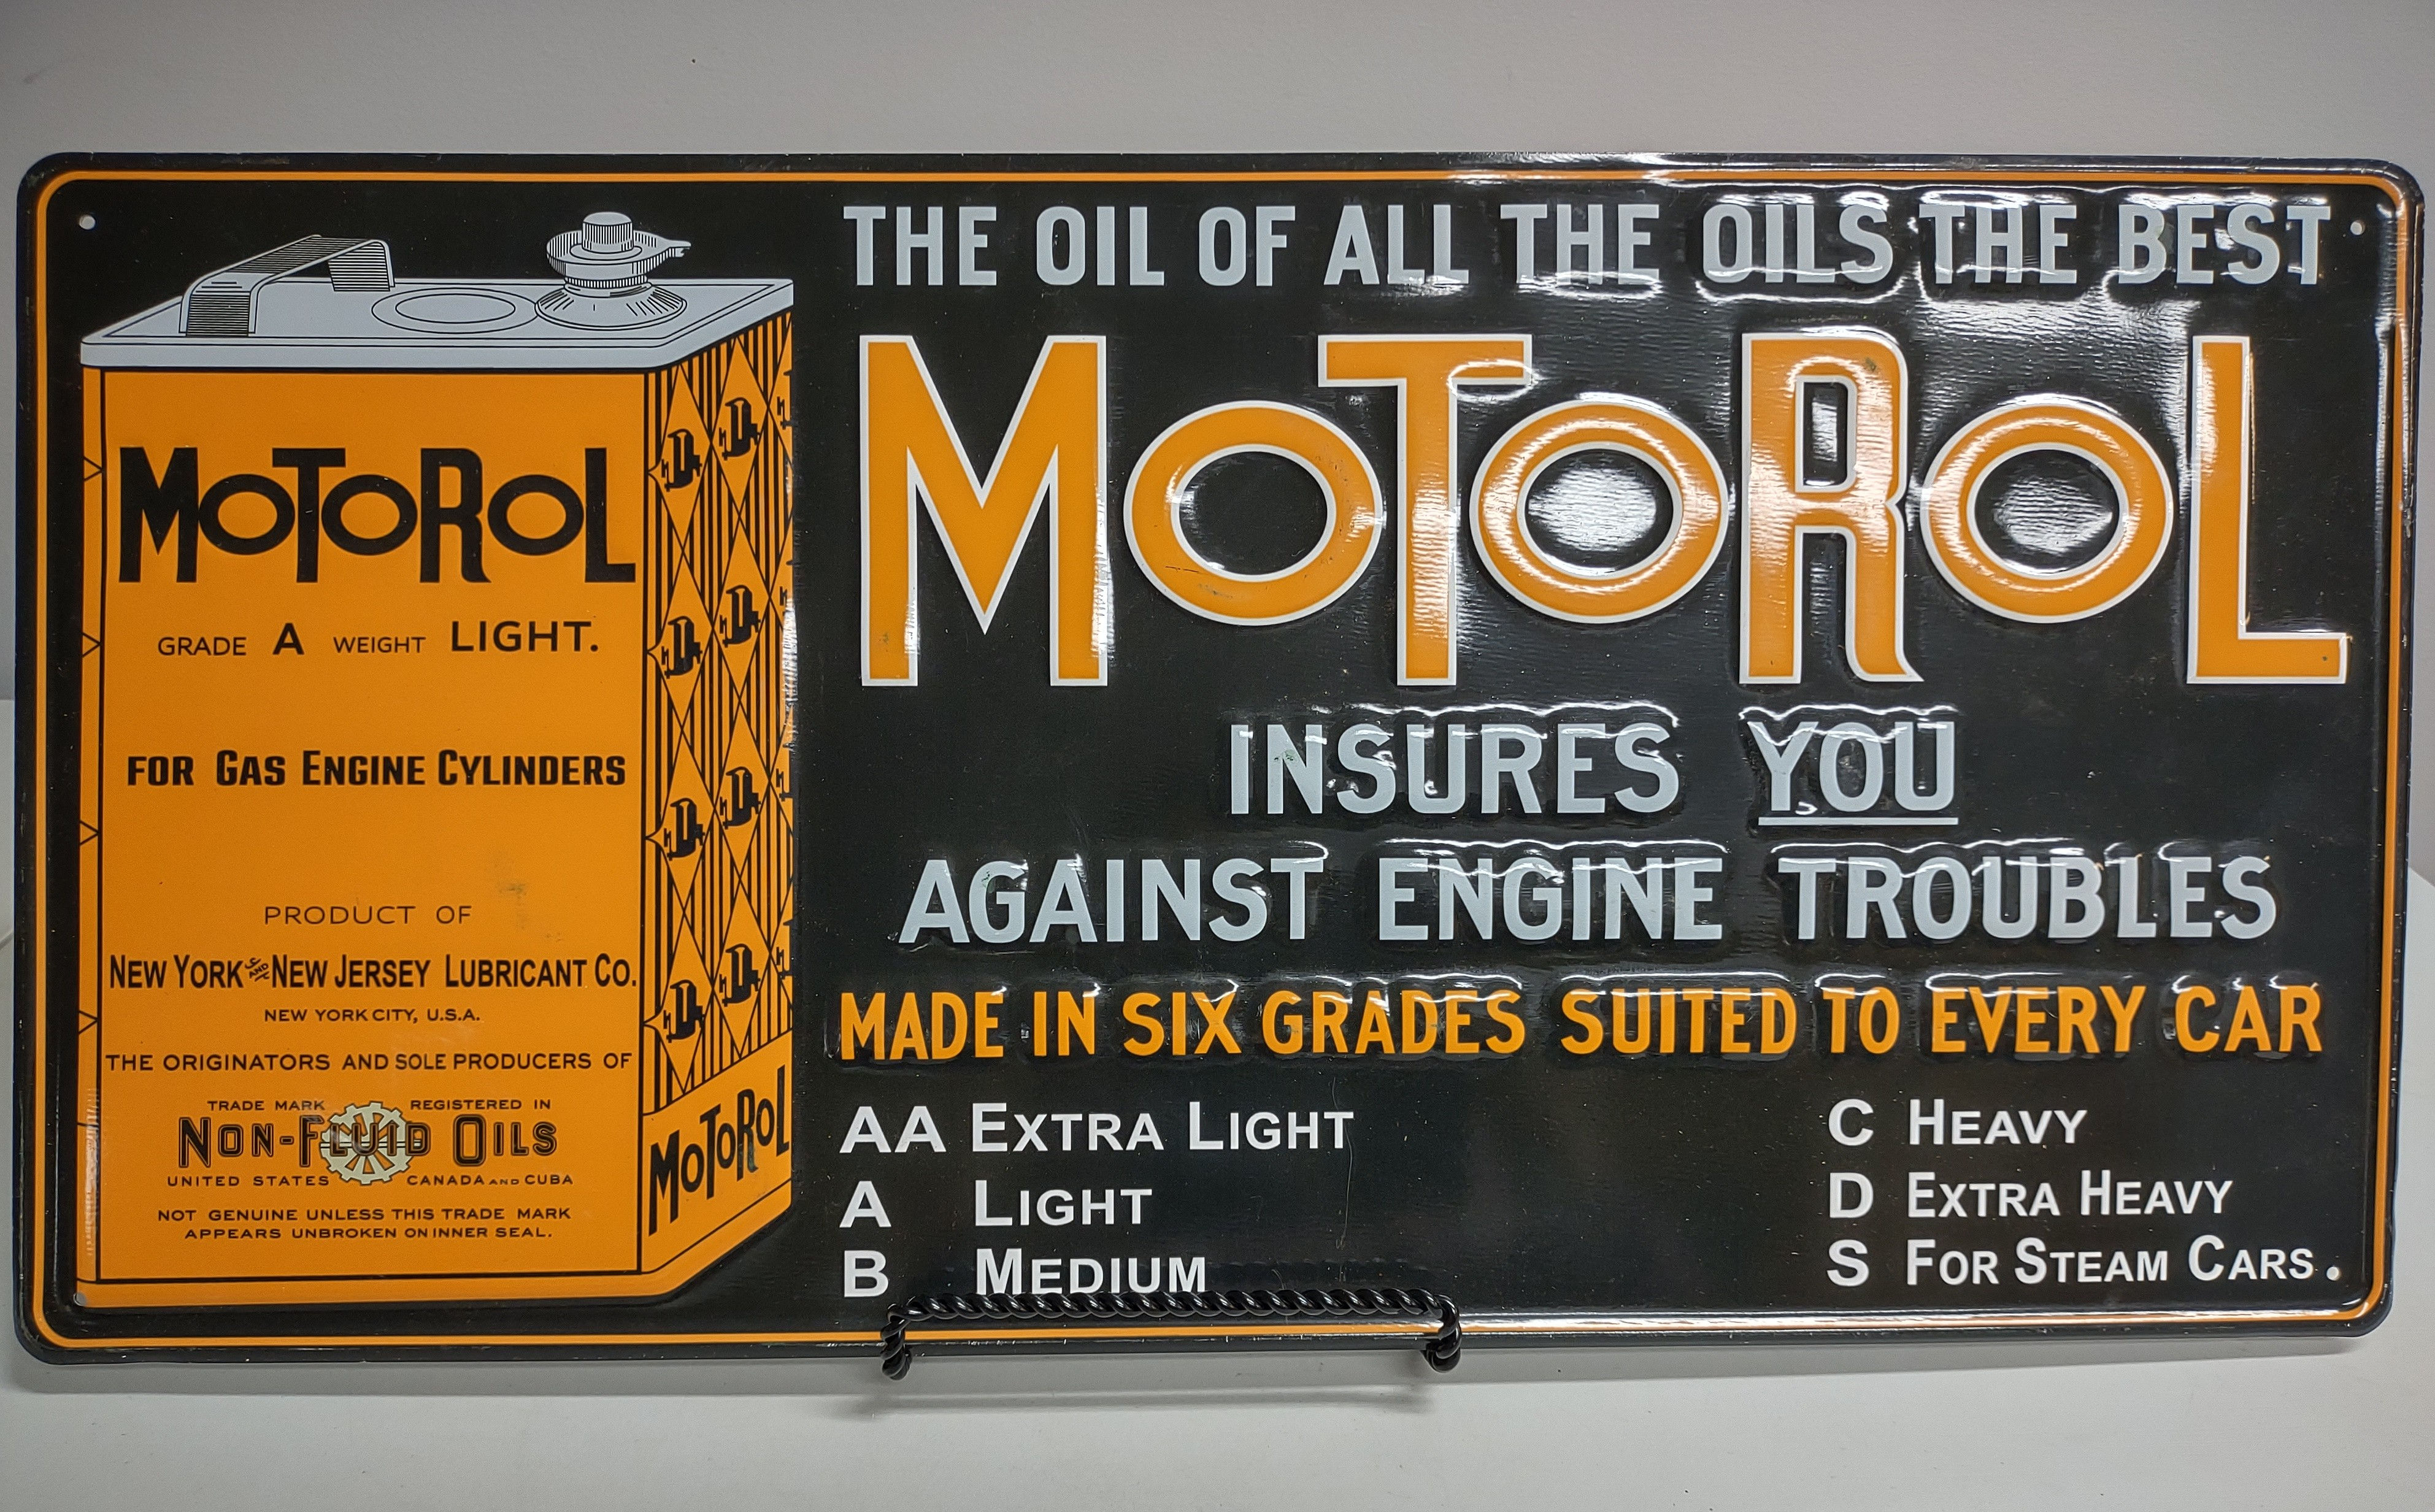 THE OIL OF ALL THE OILS THE BEST
MOTOROL
INSURES YOU
AGAINST ENGINE TROUBLES
MADE IN SIX GRADES SUITED TO EVERY CAR
AA EXTRA LIGHT
A LIGHT
B MEDIUM
C HEAVY
D EXTRA HEAVY
S FOR STEAM CARS.
MOTOROL
GRADE A WEIGHT LIGHT.
FOR GAS ENGINE CYLINDERS
PRODUCT OF
NEW YORK AND NEW JERSEY LUBRICANT CO.
NEW YORK CITY, U.S.A.
THE ORIGINATORS AND SOLE PRODUCERS OF
TRADE MARK REGISTERED IN
NON-FLUID OILS
UNITED STATES CANADA AND CUBA
NOT GENUINE UNLESS THIS TRADE MARK
APPEARS UNBROKEN ON INNER SEAL.
MOTOROL